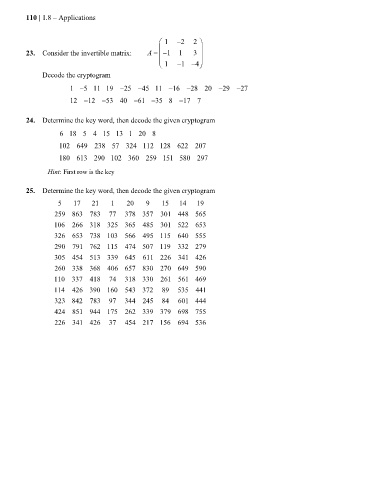 110 | 1.8 – Applications
23. Consider the invertible matrix: A = ( 1 −2 2
−1 1 3
1 −1 −4 )
Decode the cryptogram
1 −5 11 19 −25 −45 11 −16 −28 20 −29 −27
12 −12 −53 40 −61 −35 8 −17 7
24. Determine the key word, then decode the given cryptogram
6 18 5 4 15 13 1 20 8
102 649 238 57 324 112 128 622 207
180 613 290 102 360 259 151 580 297
Hint: First row is the key
25. Determine the key word, then decode the given cryptogram
5 17 21 1 20 9 15 14 19
259 863 783 77 378 357 301 448 565
106 266 318 325 365 485 301 522 653
326 653 738 103 566 495 115 640 555
290 791 762 115 474 507 119 332 279
305 454 513 339 645 611 226 341 426
260 338 368 406 657 830 270 649 590
110 337 418 74 318 330 261 561 469
114 426 390 160 543 372 89 535 441
323 842 783 97 344 245 84 601 444
424 851 944 175 262 339 379 698 755
226 341 426 37 454 217 156 694 536